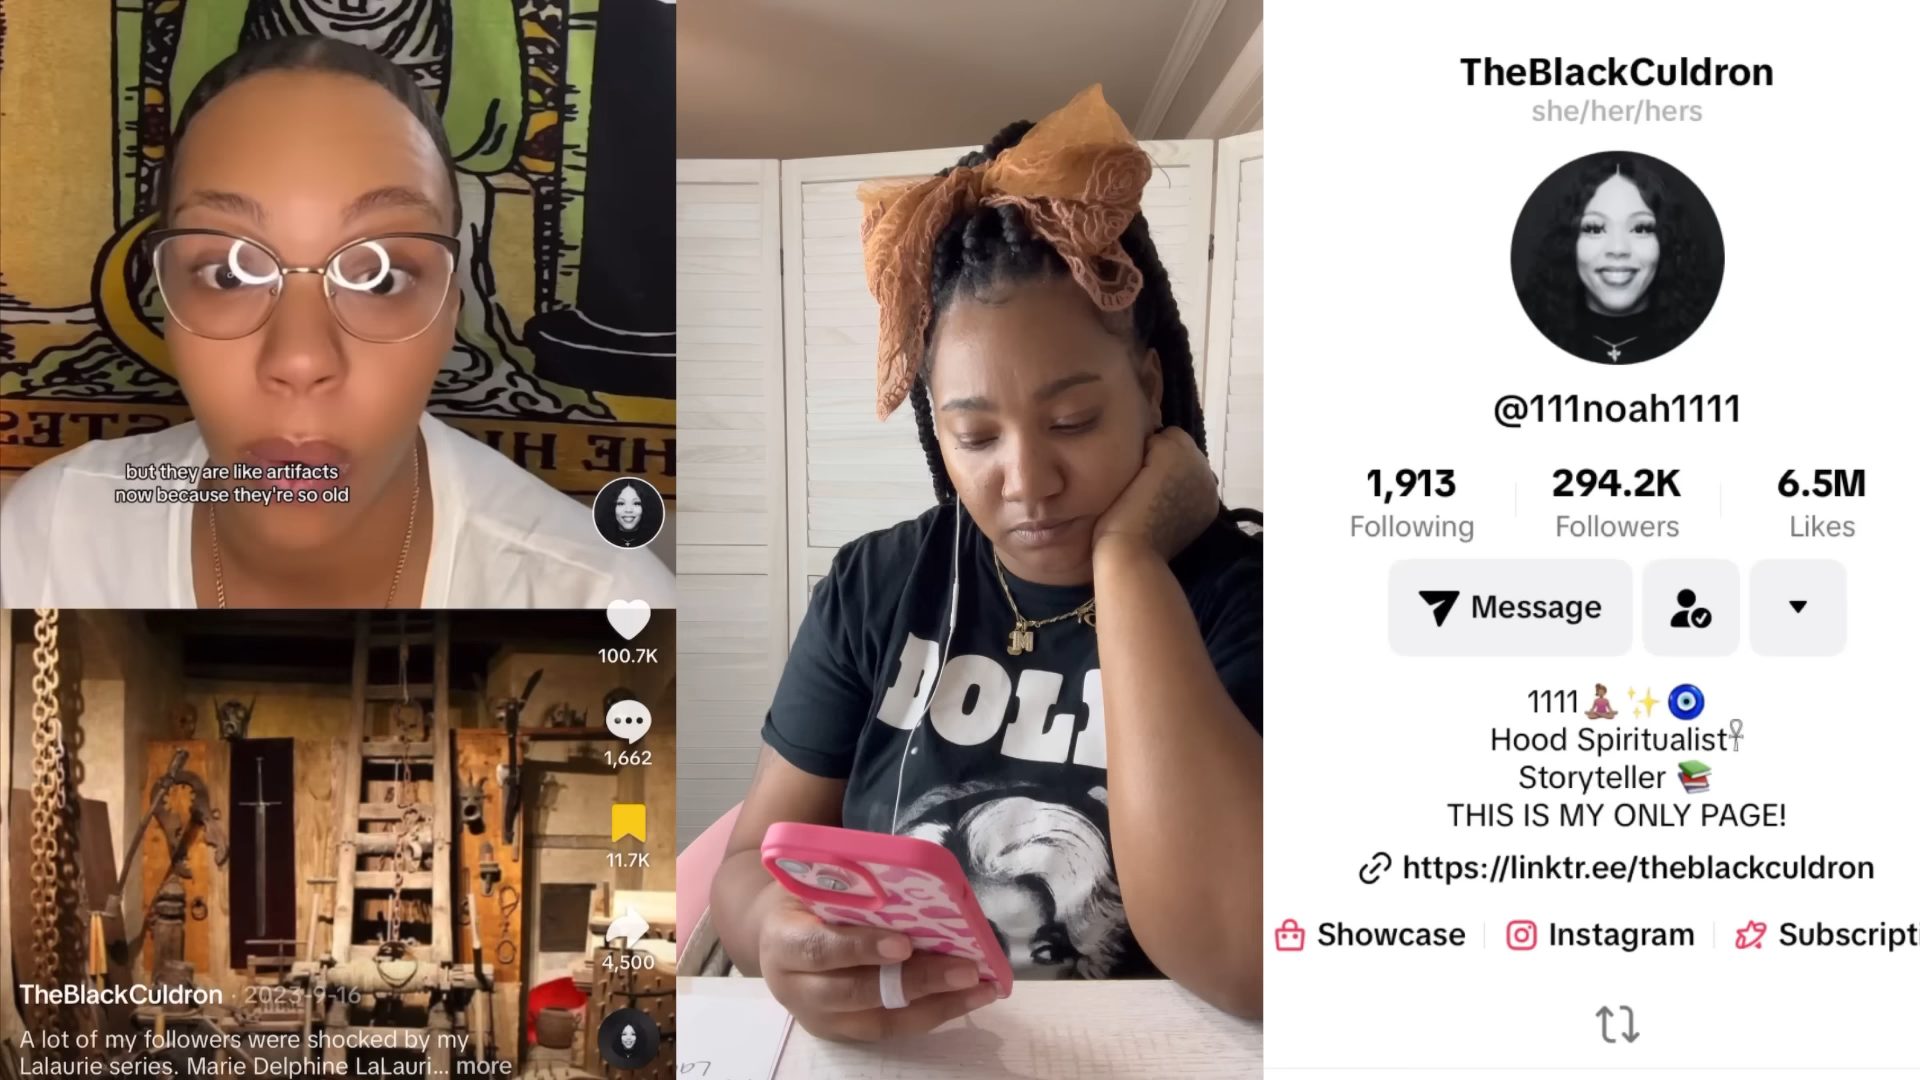 but they are like artifacts
now because they're so old
100.7K
1,662
11.7K
4,500
TheBlackCuldron · 2023-9-16
A lot of my followers were shocked by my
Lalaurie series. Marie Delphine LaLauri... more
DOLL
TheBlackCuldron
she/her/hers
@111noah1111
1,913
Following
294.2K
Followers
6.5M
Likes
Message
1111🧘🏽‍♀️✨🧿
Hood Spiritualist☥
Storyteller 📚
THIS IS MY ONLY PAGE!
https://linktr.ee/theblackculdron
Showcase
Instagram
Subscripti